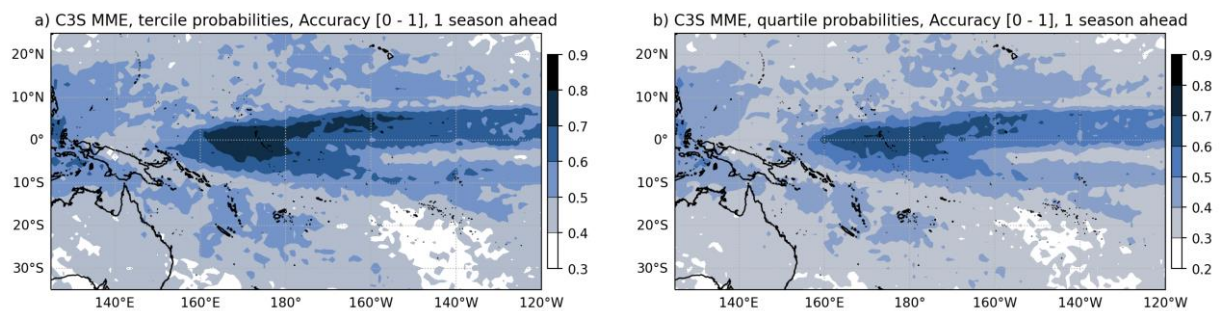 a) C3S MME, tercile probabilities, Accuracy [0 - 1], 1 season ahead
20°N
10°N
0°
10°S
20°S
30°S
140°E
160°E
180°
160°W
140°W
120°W
0.9
0.8
0.7
0.6
0.5
0.4
0.3
b) C3S MME, quartile probabilities, Accuracy [0 - 1], 1 season ahead
20°N
10°N
0°
10°S
20°S
30°S
140°E
160°E
180°
160°W
140°W
120°W
0.9
0.8
0.7
0.6
0.5
0.4
0.3
0.2